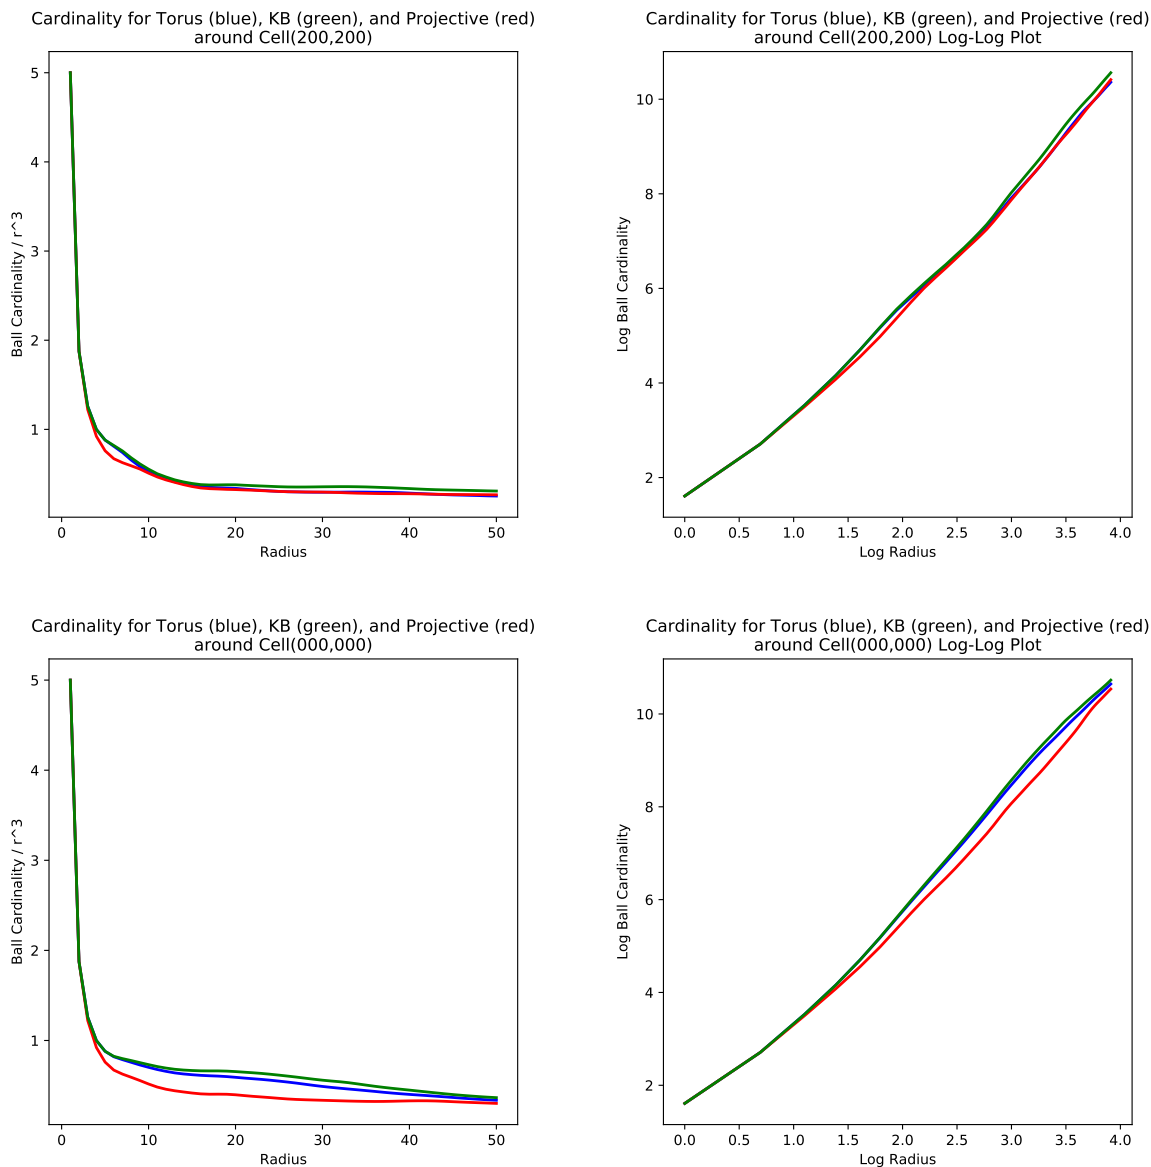 Cardinality for Torus (blue), KB (green), and Projective (red)
around Cell(200,200)
5
4
3
2
1
Ball Cardinality / r^3
0 10 20 30 40 50
Radius
Cardinality for Torus (blue), KB (green), and Projective (red)
around Cell(200,200) Log-Log Plot
10
8
6
4
2
Log Ball Cardinality
0.0 0.5 1.0 1.5 2.0 2.5 3.0 3.5 4.0
Log Radius
Cardinality for Torus (blue), KB (green), and Projective (red)
around Cell(000,000)
5
4
3
2
1
Ball Cardinality / r^3
0 10 20 30 40 50
Radius
Cardinality for Torus (blue), KB (green), and Projective (red)
around Cell(000,000) Log-Log Plot
10
8
6
4
2
Log Ball Cardinality
0.0 0.5 1.0 1.5 2.0 2.5 3.0 3.5 4.0
Log Radius